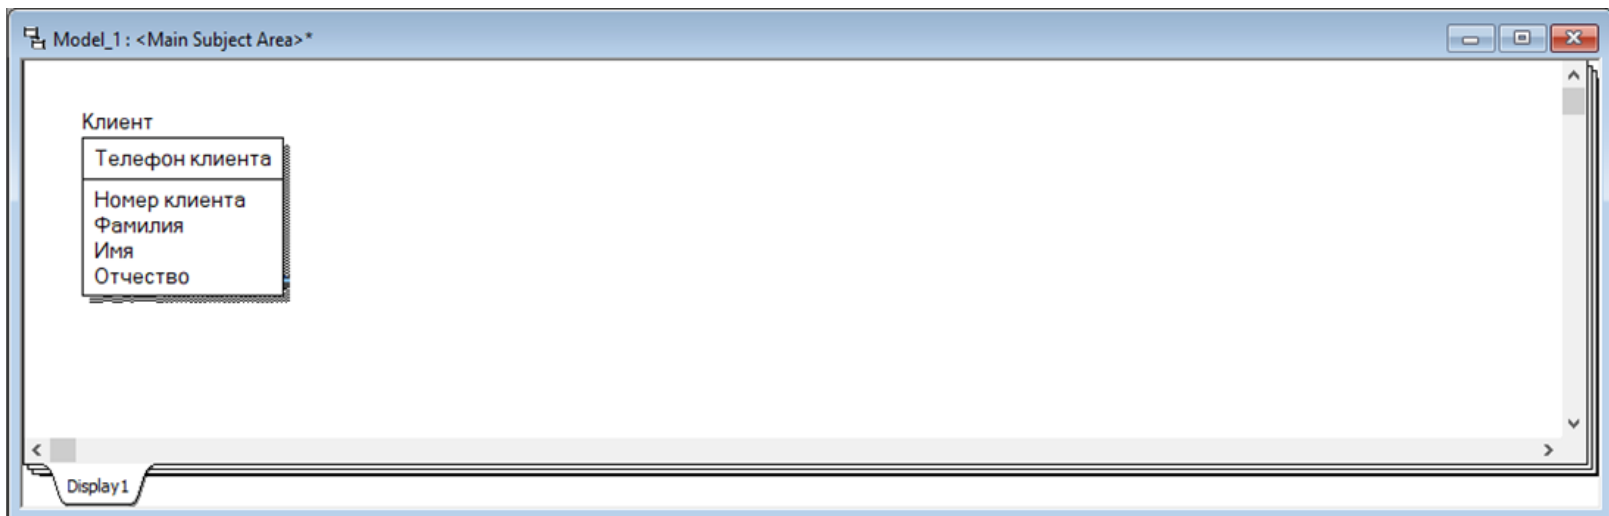 Model_1 : <Main Subject Area>*
Клиент
Телефон клиента
Номер клиента
Фамилия
Имя
Отчество
Display1